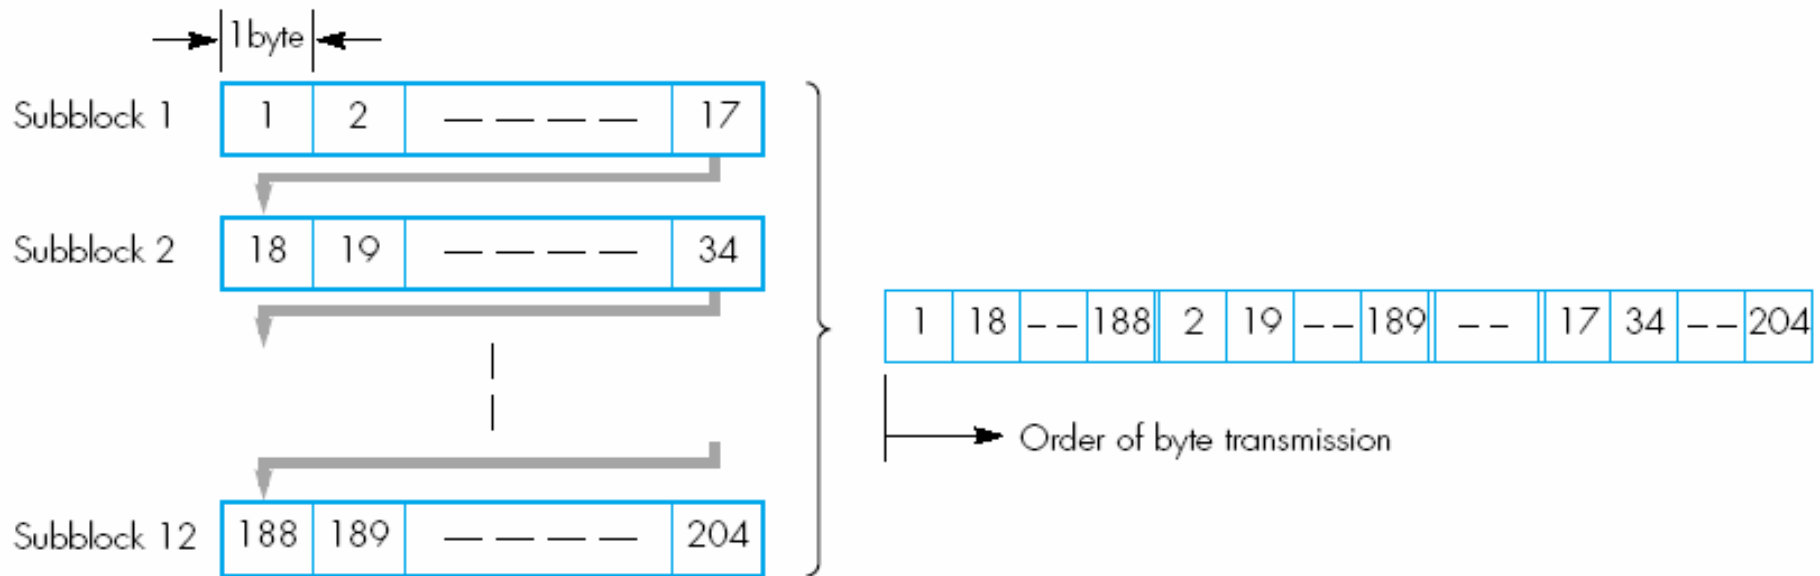 1 byte
Subblock 1 1 2 – – – – 17
Subblock 2 18 19 – – – – 34
1 18 – – 188 2 19 – – 189 – – 17 34 – – 204
Order of byte transmission
Subblock 12 188 189 – – – – 204